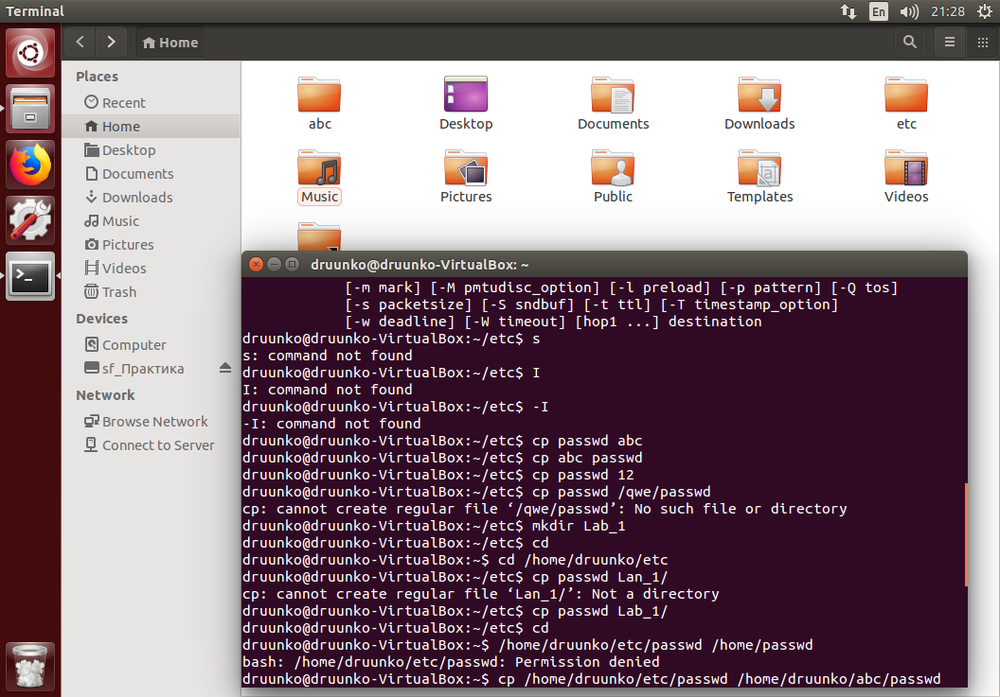 Terminal
En
21:28
Home
Places
Recent
Home
Desktop
Documents
Downloads
Music
Pictures
Videos
Trash
Devices
Computer
sf_Практика
Network
Browse Network
Connect to Server
abc
Desktop
Documents
Downloads
etc
Music
Pictures
Public
Templates
Videos
druunko@druunko-VirtualBox: ~
[-m mark] [-M pmtudisc_option] [-l preload] [-p pattern] [-Q tos]
[-s packetsize] [-S sndbuf] [-t ttl] [-T timestamp_option]
[-w deadline] [-W timeout] [hop1 ...] destination
druunko@druunko-VirtualBox:~/etc$ s
s: command not found
druunko@druunko-VirtualBox:~/etc$ I
I: command not found
druunko@druunko-VirtualBox:~/etc$ -I
-I: command not found
druunko@druunko-VirtualBox:~/etc$ cp passwd abc
druunko@druunko-VirtualBox:~/etc$ cp abc passwd
druunko@druunko-VirtualBox:~/etc$ cp passwd 12
druunko@druunko-VirtualBox:~/etc$ cp passwd /qwe/passwd
cp: cannot create regular file ‘/qwe/passwd’: No such file or directory
druunko@druunko-VirtualBox:~/etc$ mkdir Lab_1
druunko@druunko-VirtualBox:~/etc$ cd
druunko@druunko-VirtualBox:~$ cd /home/druunko/etc
druunko@druunko-VirtualBox:~/etc$ cp passwd Lan_1/
cp: cannot create regular file ‘Lan_1/’: Not a directory
druunko@druunko-VirtualBox:~/etc$ cp passwd Lab_1/
druunko@druunko-VirtualBox:~/etc$ cd
druunko@druunko-VirtualBox:~$ /home/druunko/etc/passwd /home/passwd
bash: /home/druunko/etc/passwd: Permission denied
druunko@druunko-VirtualBox:~$ cp /home/druunko/etc/passwd /home/druunko/abc/passwd